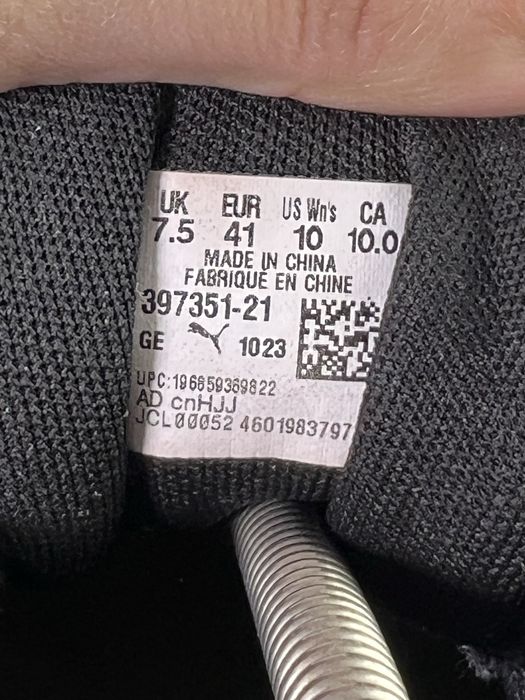 UK EUR US Wn's CA
7.5 41 10 10.0
MADE IN CHINA
FABRIQUÉ EN CHINE
397351-21
GE 1023
UPC:196659369822
AD cnHJJ
JCL00052 4601983797